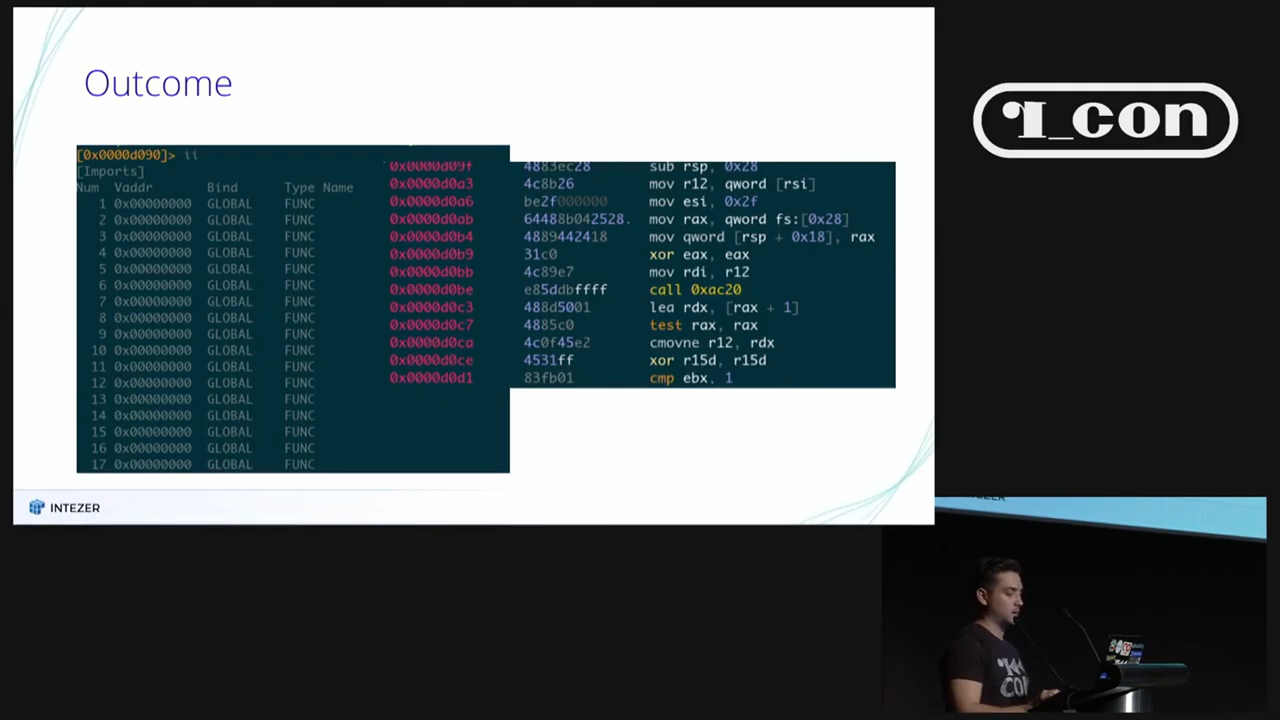 Outcome
[0x0000d090]> ii
[Imports]
Num Vaddr Bind Type Name
1 0x00000000 GLOBAL FUNC
2 0x00000000 GLOBAL FUNC
3 0x00000000 GLOBAL FUNC
4 0x00000000 GLOBAL FUNC
5 0x00000000 GLOBAL FUNC
6 0x00000000 GLOBAL FUNC
7 0x00000000 GLOBAL FUNC
8 0x00000000 GLOBAL FUNC
9 0x00000000 GLOBAL FUNC
10 0x00000000 GLOBAL FUNC
11 0x00000000 GLOBAL FUNC
12 0x00000000 GLOBAL FUNC
13 0x00000000 GLOBAL FUNC
14 0x00000000 GLOBAL FUNC
15 0x00000000 GLOBAL FUNC
16 0x00000000 GLOBAL FUNC
17 0x00000000 GLOBAL FUNC
0x0000d09f 4883ec28 sub rsp, 0x28
0x0000d0a3 4c8b26 mov r12, qword [rsi]
0x0000d0a6 be2f000000 mov esi, 0x2f
0x0000d0ab 64488b042528. mov rax, qword fs:[0x28]
0x0000d0b4 4889442418 mov qword [rsp + 0x18], rax
0x0000d0b9 31c0 xor eax, eax
0x0000d0bb 4c89e7 mov rdi, r12
0x0000d0be e85ddbffff call 0xac20
0x0000d0c3 488d5001 lea rdx, [rax + 1]
0x0000d0c7 4885c0 test rax, rax
0x0000d0ca 4c0f45e2 cmovne r12, rdx
0x0000d0ce 4531ff xor r15d, r15d
0x0000d0d1 83fb01 cmp ebx, 1
INTEZER
r2_con